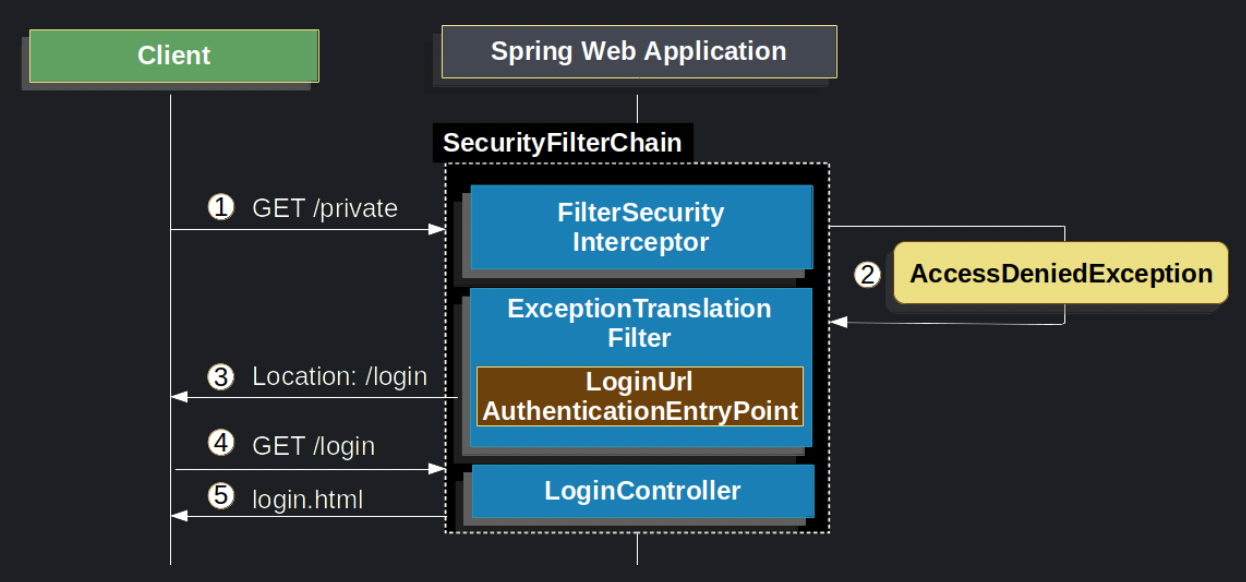 Client
Spring Web Application
SecurityFilterChain
1 GET /private
FilterSecurity
Interceptor
2 AccessDeniedException
ExceptionTranslation
Filter
3 Location: /login
LoginUrl
AuthenticationEntryPoint
4 GET /login
LoginController
5 login.html